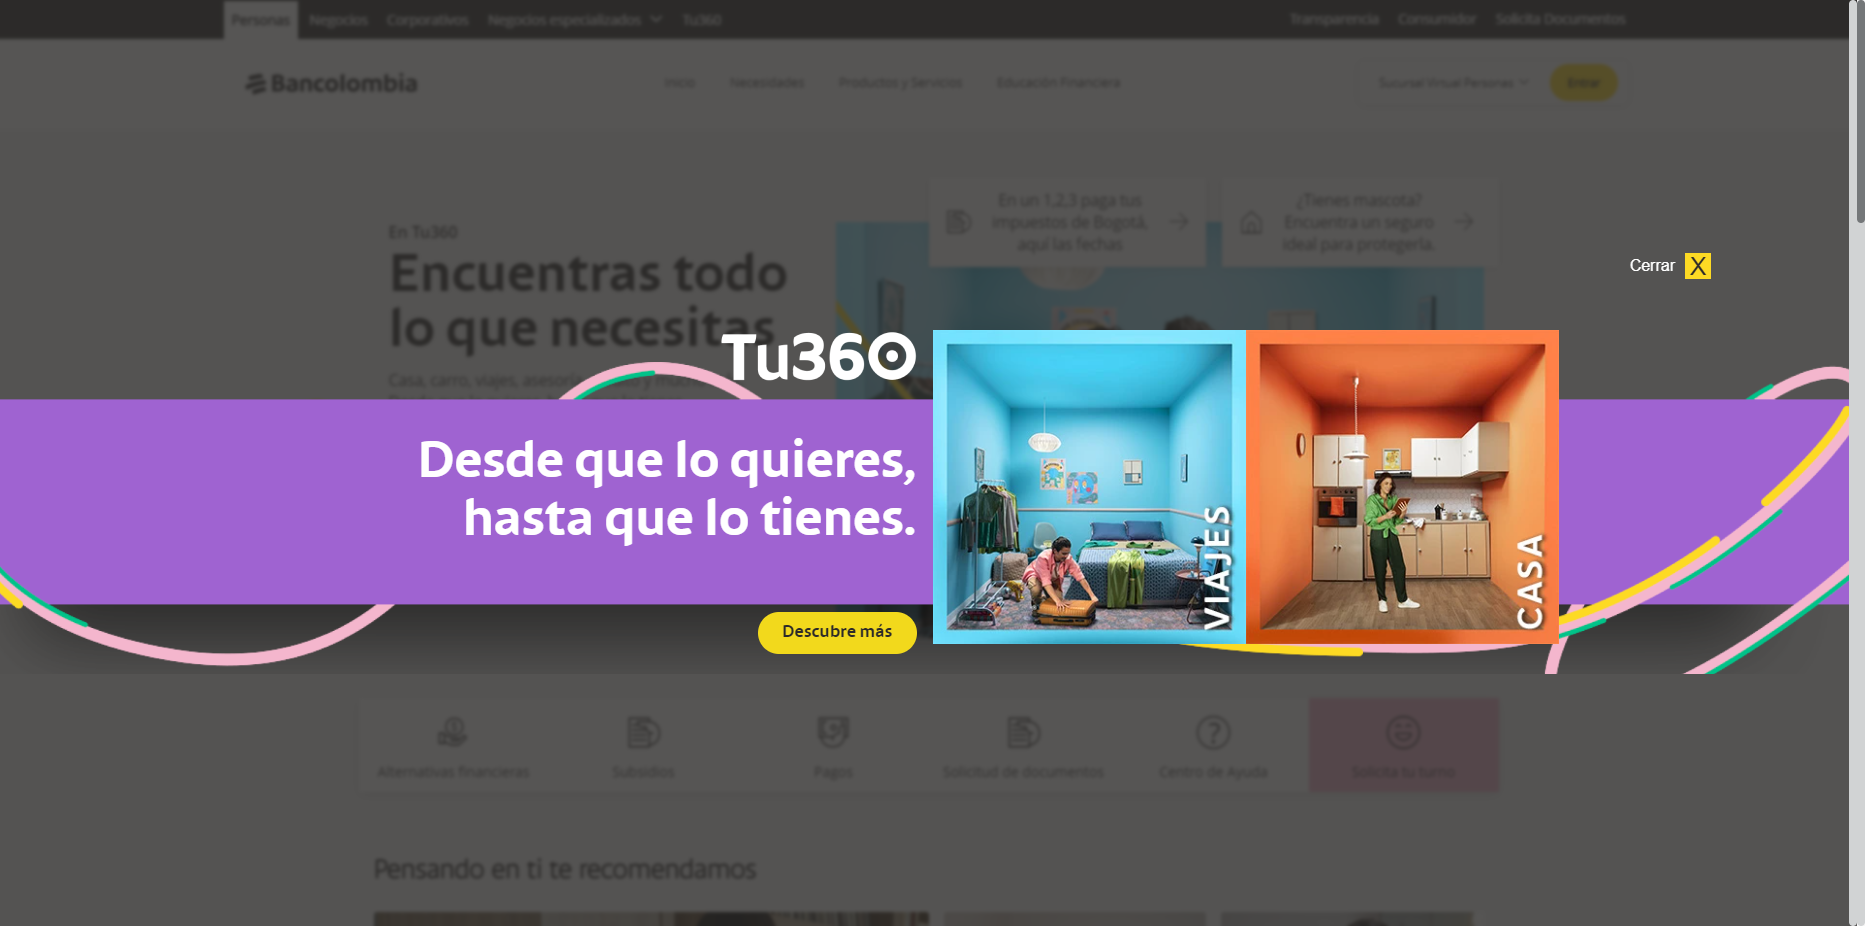 Personas
Negocios
Corporativos
Negocios especializados
Tu360
Transparencia
Consumidor
Solicita Documentos
Bancolombia
Inicio
Necesidades
Productos y Servicios
Educación Financiera
Sucursal Virtual Personas
Entrar
En un 1,2,3 paga tus
impuestos de Bogotá,
aquí las fechas
¿Tienes mascota?
Encuentra un seguro
ideal para protegerla.
En Tu360
Encuentras todo
lo que necesitas
Casa, carro, viajes,
Cerrar X
Tu360
Desde que lo quieres,
hasta que lo tienes.
Descubre más
VIAJES
CASA
Alternativas financieras
Subsidios
Pagos
Solicitud de documentos
Centro de Ayuda
Solicita tu turno
Pensando en ti te recomendamos